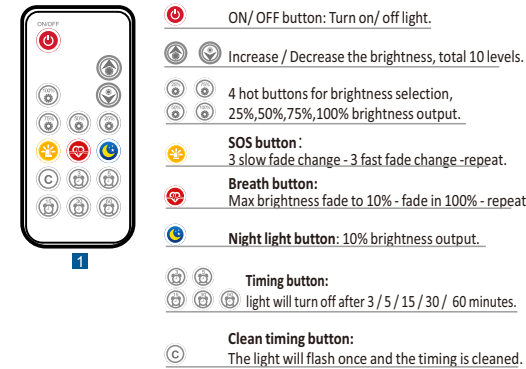 ON/OFF
100%
75% 50% 25%
C
1
ON/ OFF button: Turn on/ off light.
Increase / Decrease the brightness, total 10 levels.
4 hot buttons for brightness selection,
25%,50%,75%,100% brightness output.
SOS button:
3 slow fade change - 3 fast fade change -repeat.
Breath button:
Max brightness fade to 10% - fade in 100% - repeat
Night light button: 10% brightness output.
Timing button:
light will turn off after 3 / 5 / 15 / 30 / 60 minutes.
Clean timing button:
C
The light will flash once and the timing is cleaned.